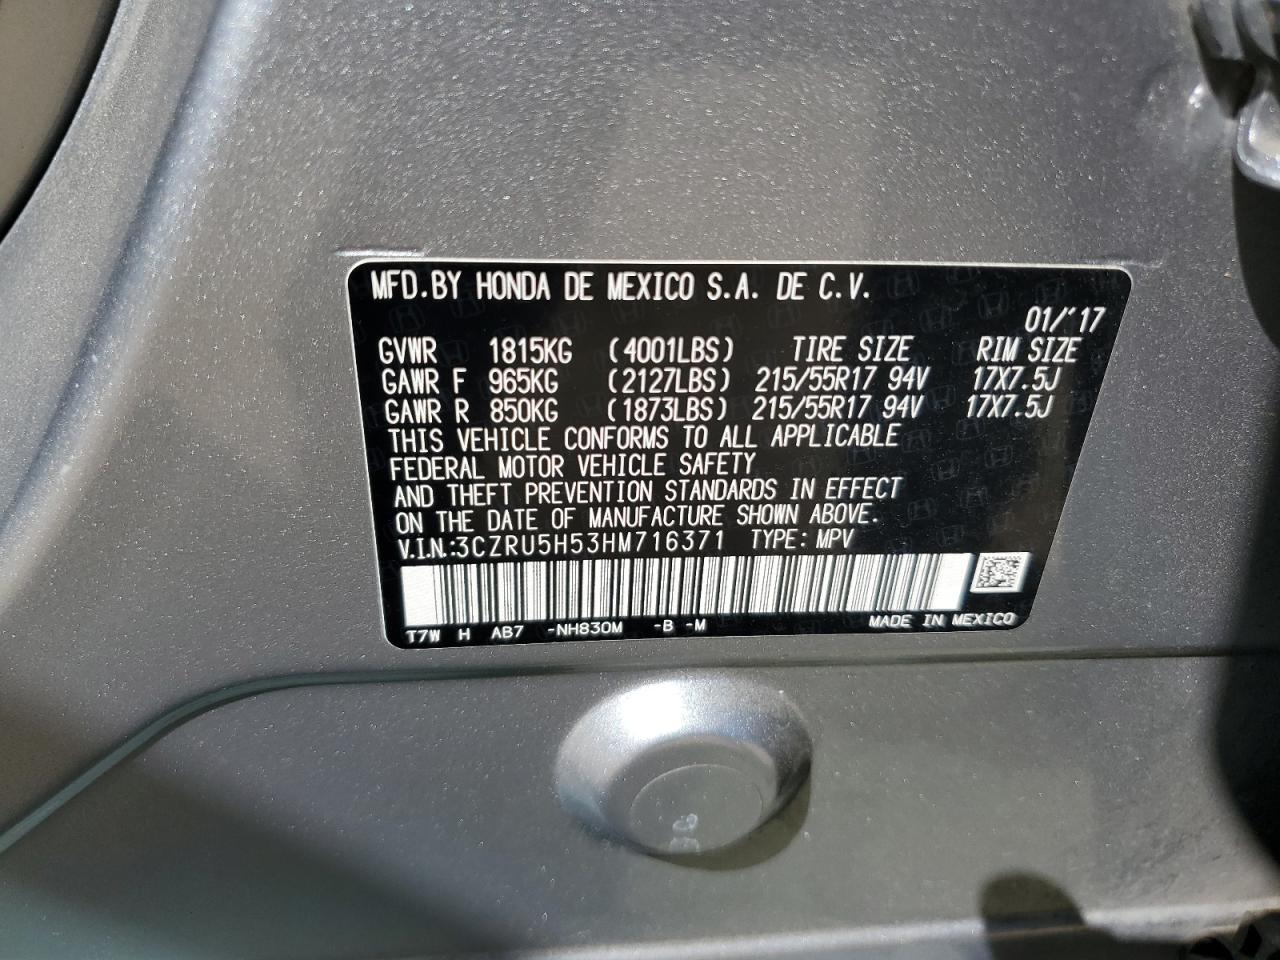 MFD.BY HONDA DE MEXICO S.A. DE C.V.
01/'17
GVWR 1815KG (4001LBS) TIRE SIZE RIM SIZE
GAWR F 965KG (2127LBS) 215/55R17 94V 17X7.5J
GAWR R 850KG (1873LBS) 215/55R17 94V 17X7.5J
THIS VEHICLE CONFORMS TO ALL APPLICABLE
FEDERAL MOTOR VEHICLE SAFETY
AND THEFT PREVENTION STANDARDS IN EFFECT
ON THE DATE OF MANUFACTURE SHOWN ABOVE.
V.I.N:3CZRU5H53HM716371 TYPE: MPV
T7W H AB7 -NH830M -B -M MADE IN MEXICO